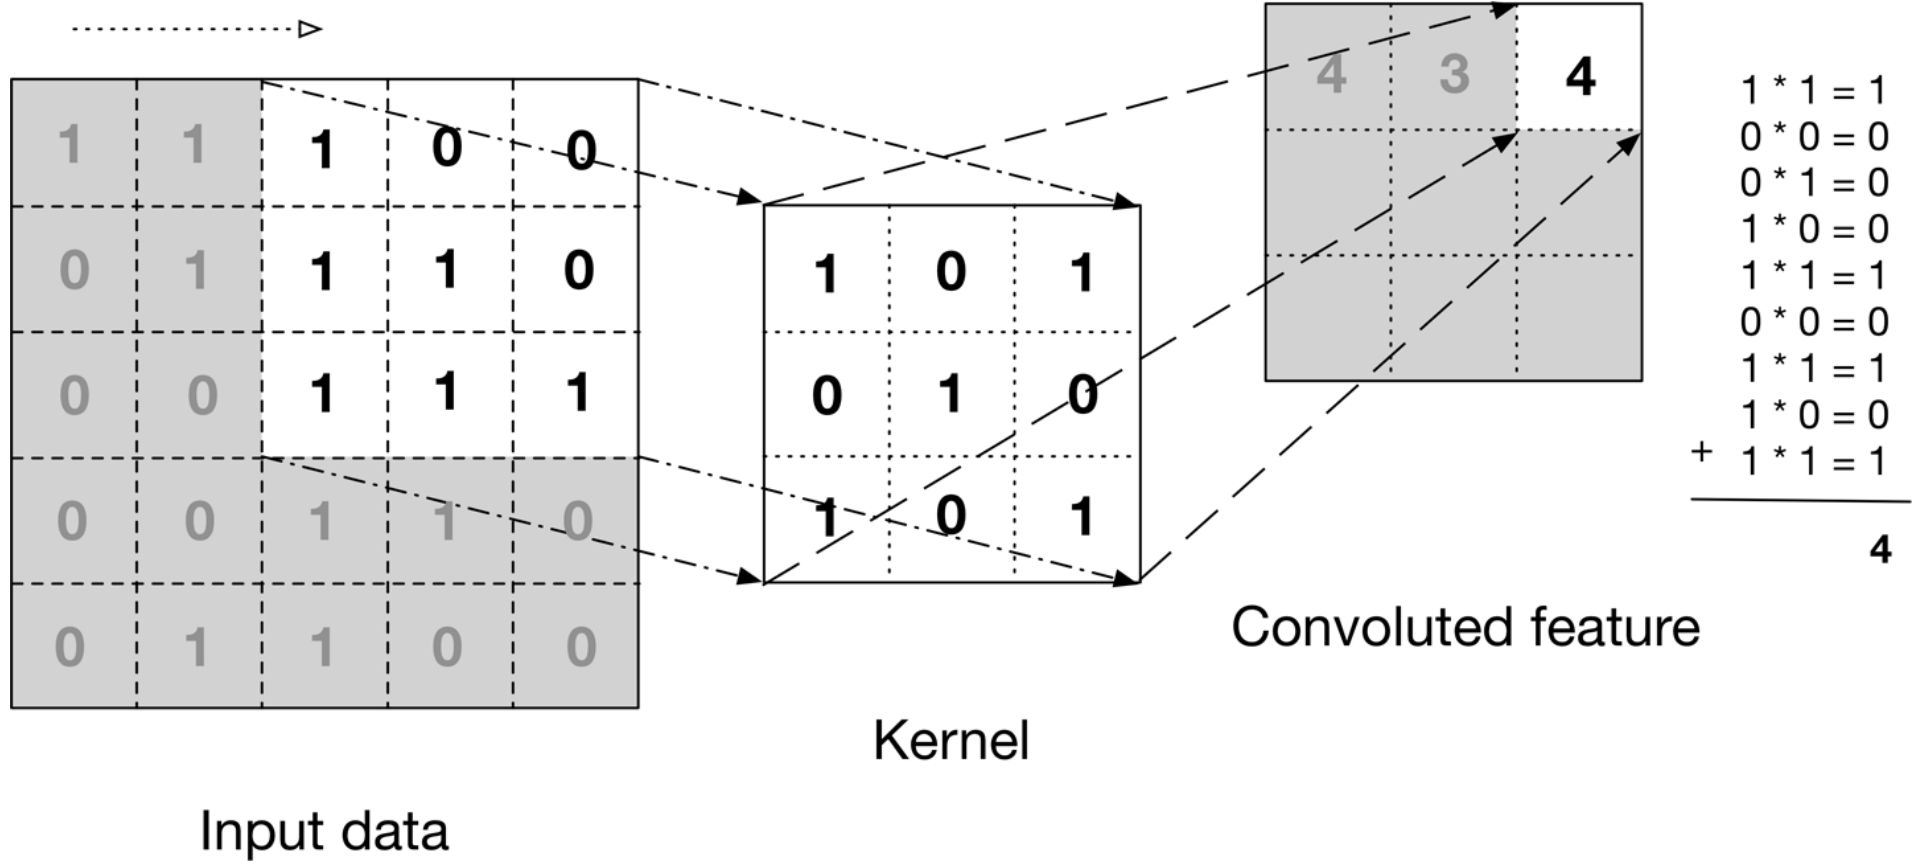 1 1 1 0 0
0 1 1 1 0
0 0 1 1 1
0 0 1 1 0
0 1 1 0 0
Input data
1 0 1
0 1 0
1 0 1
Kernel
4 3 4
Convoluted feature
1 * 1 = 1
0 * 0 = 0
0 * 1 = 0
1 * 0 = 0
1 * 1 = 1
0 * 0 = 0
1 * 1 = 1
1 * 0 = 0
+ 1 * 1 = 1
4